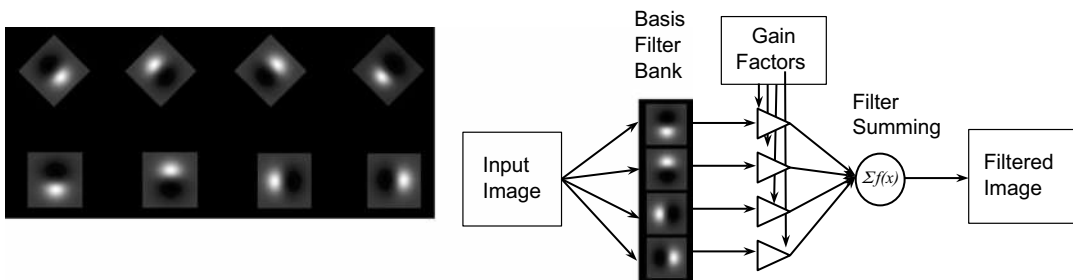 Basis
Filter
Bank
Gain
Factors
Filter
Summing
Input
Image
Σf(x)
Filtered
Image